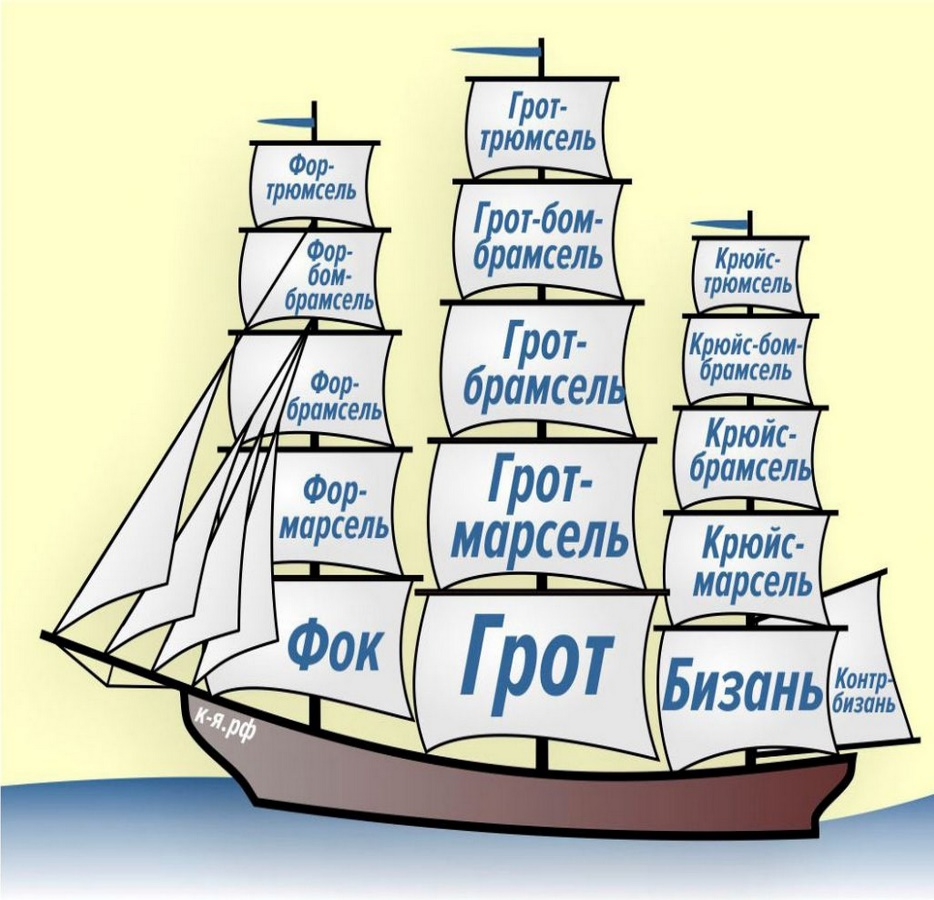 Фор-
трюмсель
Фор-
бом-
брамсель
Фор-
брамсель
Фор-
марсель
Фок
Грот-
трюмсель
Грот-бом-
брамсель
Грот-
брамсель
Грот-
марсель
Грот
Крюйс-
трюмсель
Крюйс-бом-
брамсель
Крюйс-
брамсель
Крюйс-
марсель
Бизань
Контр-
бизань
к-я.рф